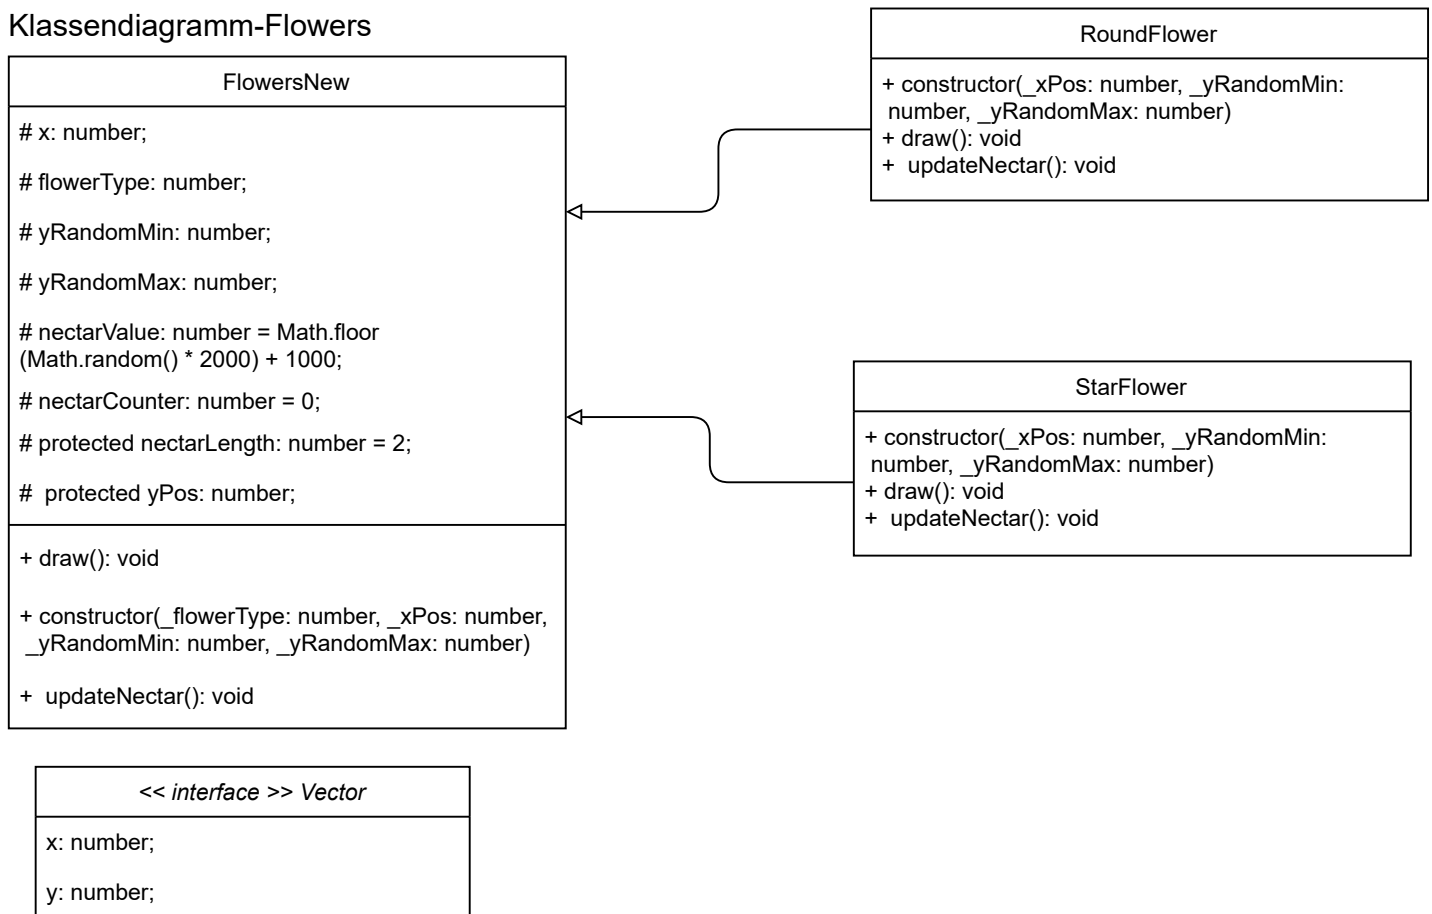 Klassendiagramm-Flowers
FlowersNew
# x: number;
# flowerType: number;
# yRandomMin: number;
# yRandomMax: number;
# nectarValue: number = Math.floor
(Math.random() * 2000) + 1000;
# nectarCounter: number = 0;
# protected nectarLength: number = 2;
#  protected yPos: number;
+ draw(): void
+ constructor(_flowerType: number, _xPos: number,
_yRandomMin: number, _yRandomMax: number)
+  updateNectar(): void
RoundFlower
+ constructor(_xPos: number, _yRandomMin:
number, _yRandomMax: number)
+ draw(): void
+  updateNectar(): void
StarFlower
+ constructor(_xPos: number, _yRandomMin:
number, _yRandomMax: number)
+ draw(): void
+  updateNectar(): void
<< interface >> Vector
x: number;
y: number;